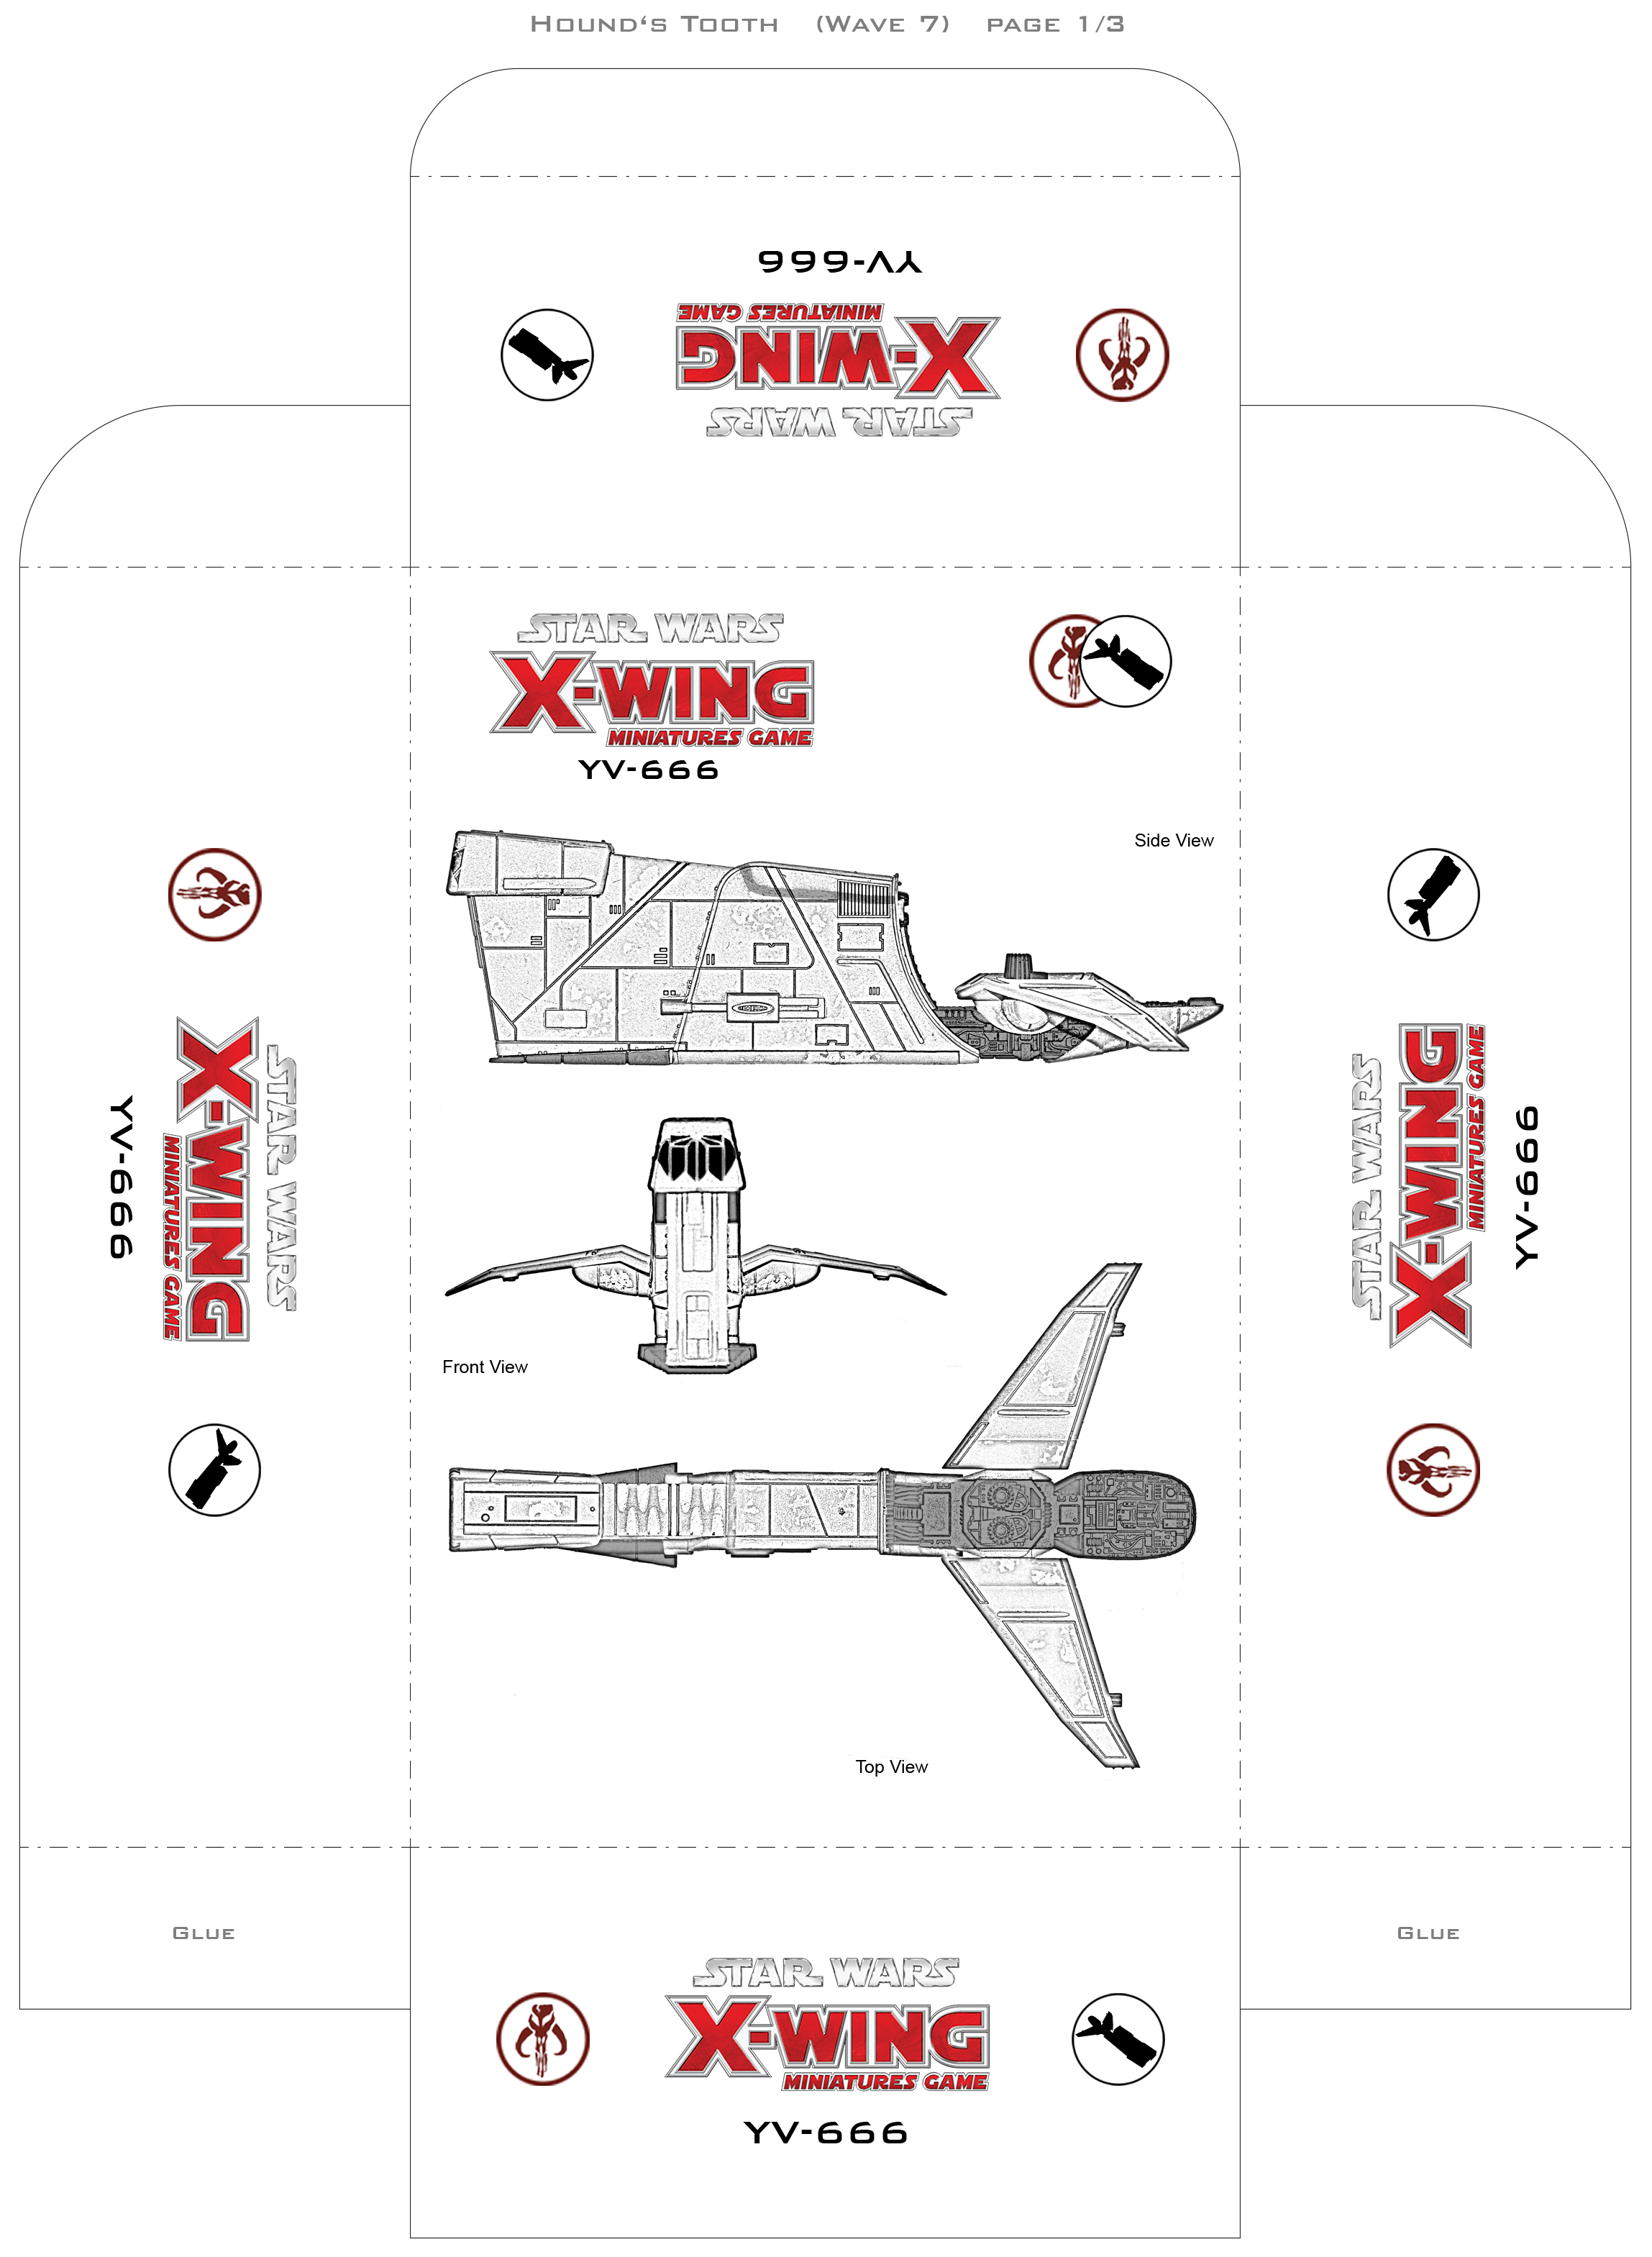 HOUND'S TOOTH (WAVE 7) PAGE 1/3
YV-666
MINIATURES GAME
X-WING
STAR WARS
STAR WARS
X-WING
MINIATURES GAME
YV-666
Side View
STAR WARS
X-WING
MINIATURES GAME
YV-666
STAR WARS
X-WING
MINIATURES GAME
YV-666
Front View
Top View
GLUE
GLUE
STAR WARS
X-WING
MINIATURES GAME
YV-666